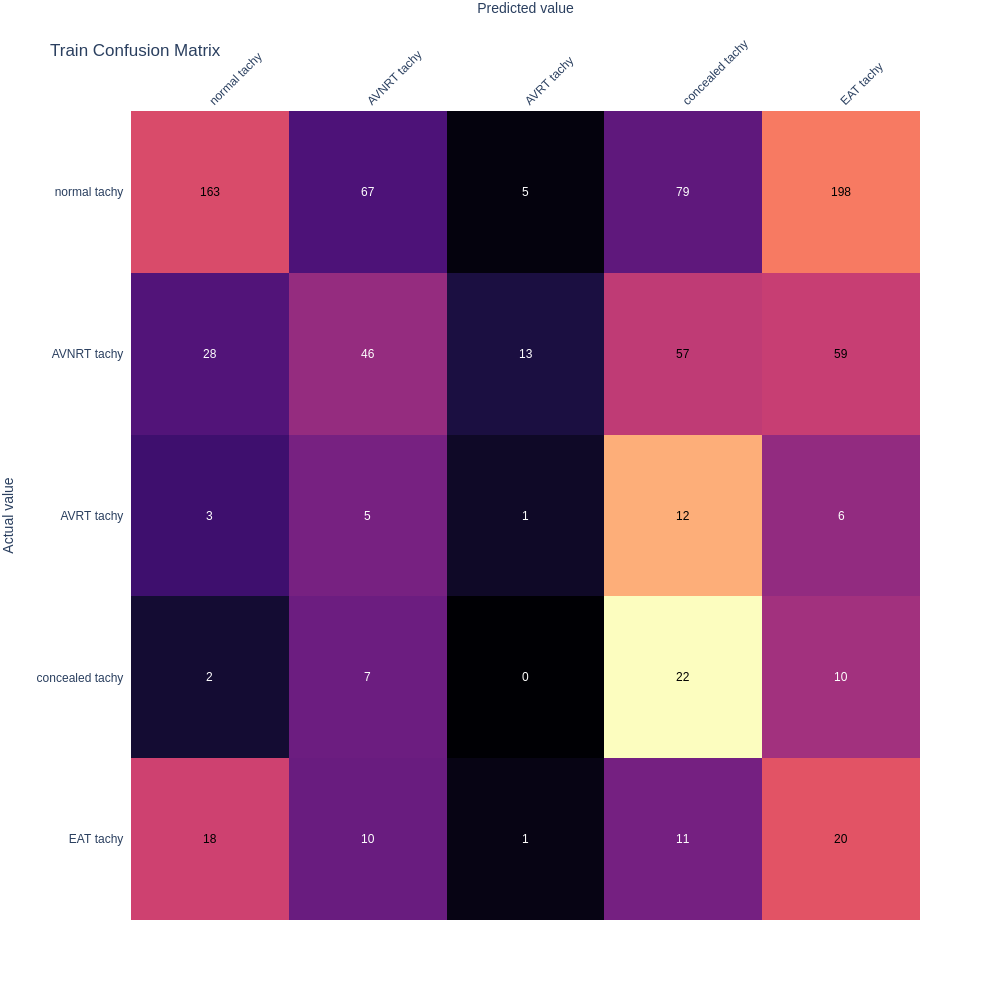 Predicted value
Train Confusion Matrix
normal tachy AVNRT tachy AVRT tachy concealed tachy EAT tachy
normal tachy 163 67 5 79 198
AVNRT tachy 28 46 13 57 59
Actual value
AVRT tachy 3 5 1 12 6
concealed tachy 2 7 0 22 10
EAT tachy 18 10 1 11 20